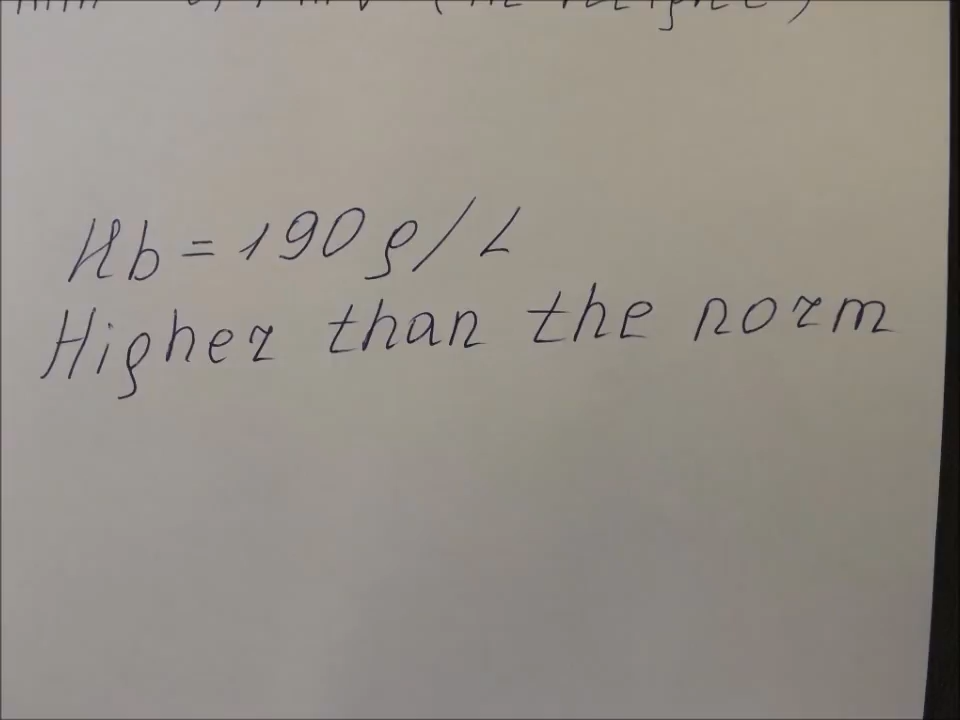 Hb = 190 g/L
Higher than the norm